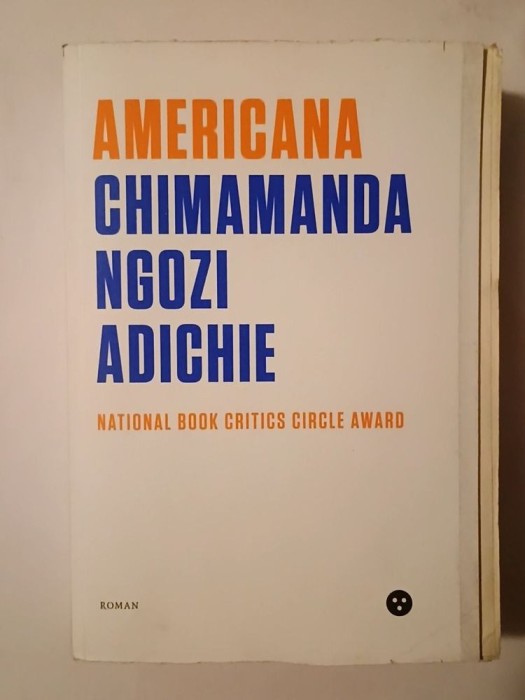 AMERICANA
CHIMAMANDA
NGOZI
ADICHIE
NATIONAL BOOK CRITICS CIRCLE AWARD
ROMAN